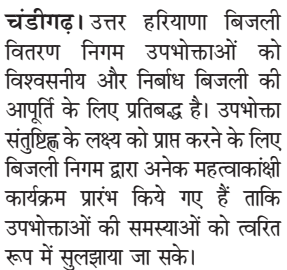 चंडीगढ़। उत्तर हरियाणा बिजली
वितरण निगम उपभोक्ताओं को
विश्वसनीय और निर्बाध बिजली की
आपूर्ति के लिए प्रतिबद्ध है। उपभोक्ता
संतुष्टिह्ल के लक्ष्य को प्राप्त करने के लिए
बिजली निगम द्वारा अनेक महत्वाकांक्षी
कार्यक्रम प्रारंभ किये गए हैं ताकि
उपभोक्ताओं की समस्याओं को त्वरित
रूप में सुलझाया जा सके।